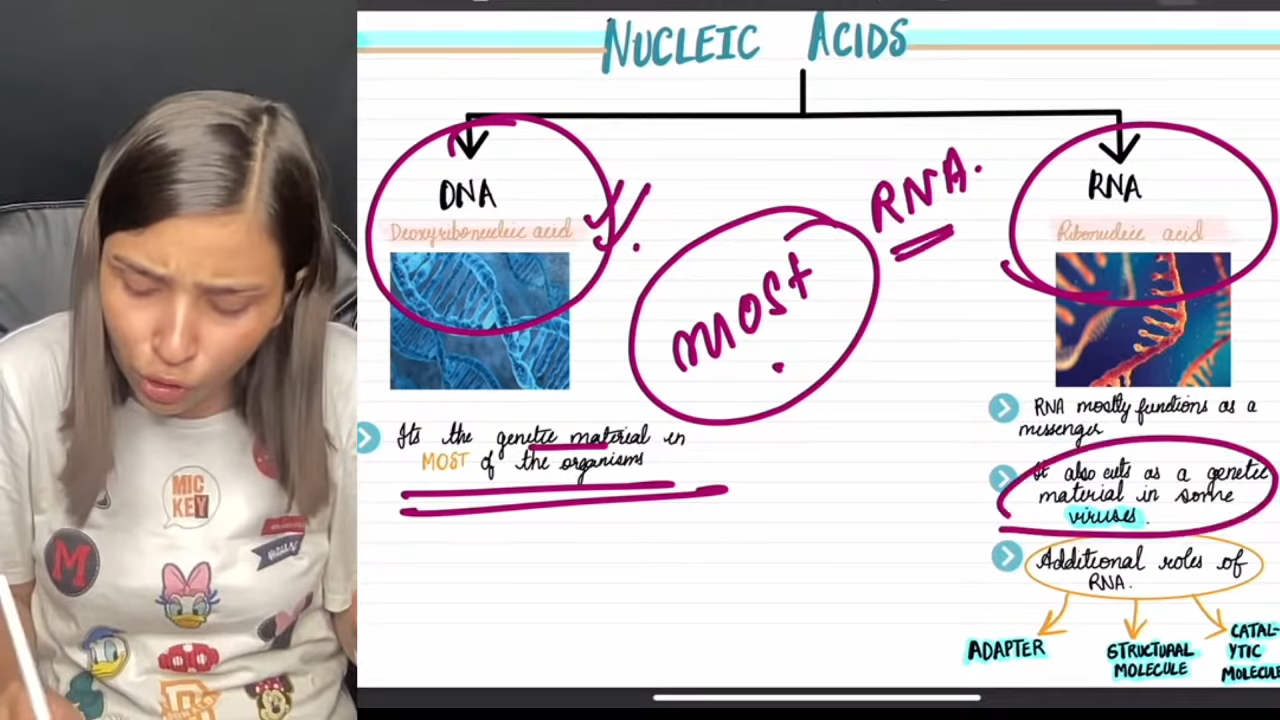 NUCLEIC ACIDS
DNA
Deoxyribonucleic acid
RNA.
most
RNA
Ribonucleic acid
Its the genetic material in
MOST of the organisms
RNA mostly functions as a
messenger
It also acts as a genetic
material in some
viruses.
Additional roles of
RNA.
ADAPTER
STRUCTURAL
MOLECULE
CATAL-
YTIC
MOLECULE
MIC
KEY
M